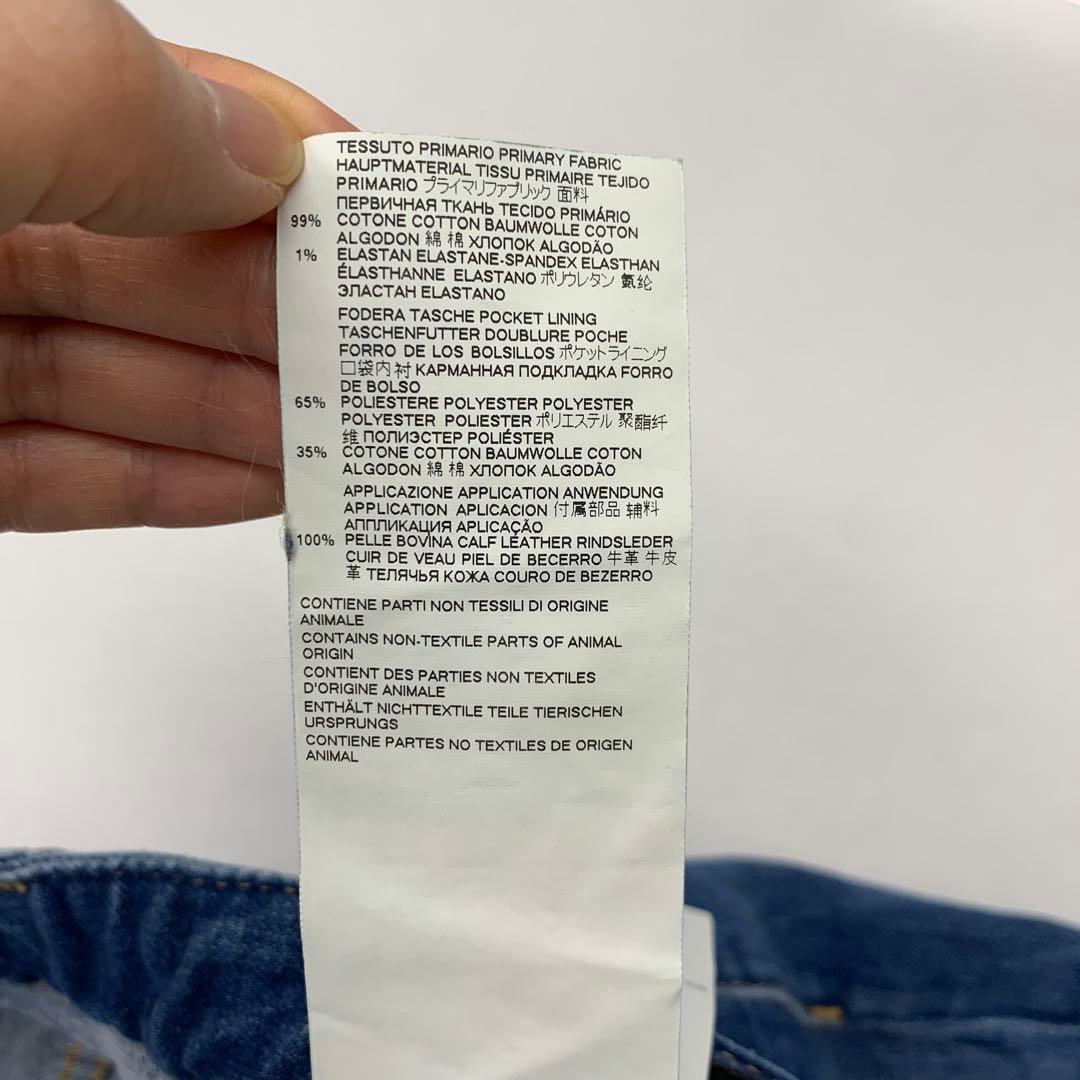 TESSUTO PRIMARIO PRIMARY FABRIC
HAUPTMATERIAL TISSU PRIMAIRE TEJIDO
PRIMARIO プライマリファブリック 面料
ПЕРВИЧНАЯ ТКАНЬ TECIDO PRIMÁRIO
99% COTONE COTTON BAUMWOLLE COTON
ALGODON 綿 棉 ХЛОПОК ALGODÃO
1% ELASTAN ELASTANE-SPANDEX ELASTHAN
ÉLASTHANNE ELASTANO ポリウレタン 氨纶
ЭЛАСТАН ELASTANO
FODERA TASCHE POCKET LINING
TASCHENFUTTER DOUBLURE POCHE
FORRO DE LOS BOLSILLOS ポケットライニング
口袋内衬 КАРМАННАЯ ПОДКЛАДКА FORRO
DE BOLSO
65% POLIESTERE POLYESTER POLYESTER
POLYESTER POLIESTER ポリエステル 聚酯纤
维 ПОЛИЭСТЕР POLIÉSTER
35% COTONE COTTON BAUMWOLLE COTON
ALGODON 綿 棉 ХЛОПОК ALGODÃO
APPLICAZIONE APPLICATION ANWENDUNG
APPLICATION APLICACION 付属部品 辅料
АППЛИКАЦИЯ APLICAÇÃO
100% PELLE BOVINA CALF LEATHER RINDSLEDER
CUIR DE VEAU PIEL DE BECERRO 牛革 牛皮
革 ТЕЛЯЧЬЯ КОЖА COURO DE BEZERRO
CONTIENE PARTI NON TESSILI DI ORIGINE
ANIMALE
CONTAINS NON-TEXTILE PARTS OF ANIMAL
ORIGIN
CONTIENT DES PARTIES NON TEXTILES
D'ORIGINE ANIMALE
ENTHÄLT NICHTTEXTILE TEILE TIERISCHEN
URSPRUNGS
CONTIENE PARTES NO TEXTILES DE ORIGEN
ANIMAL